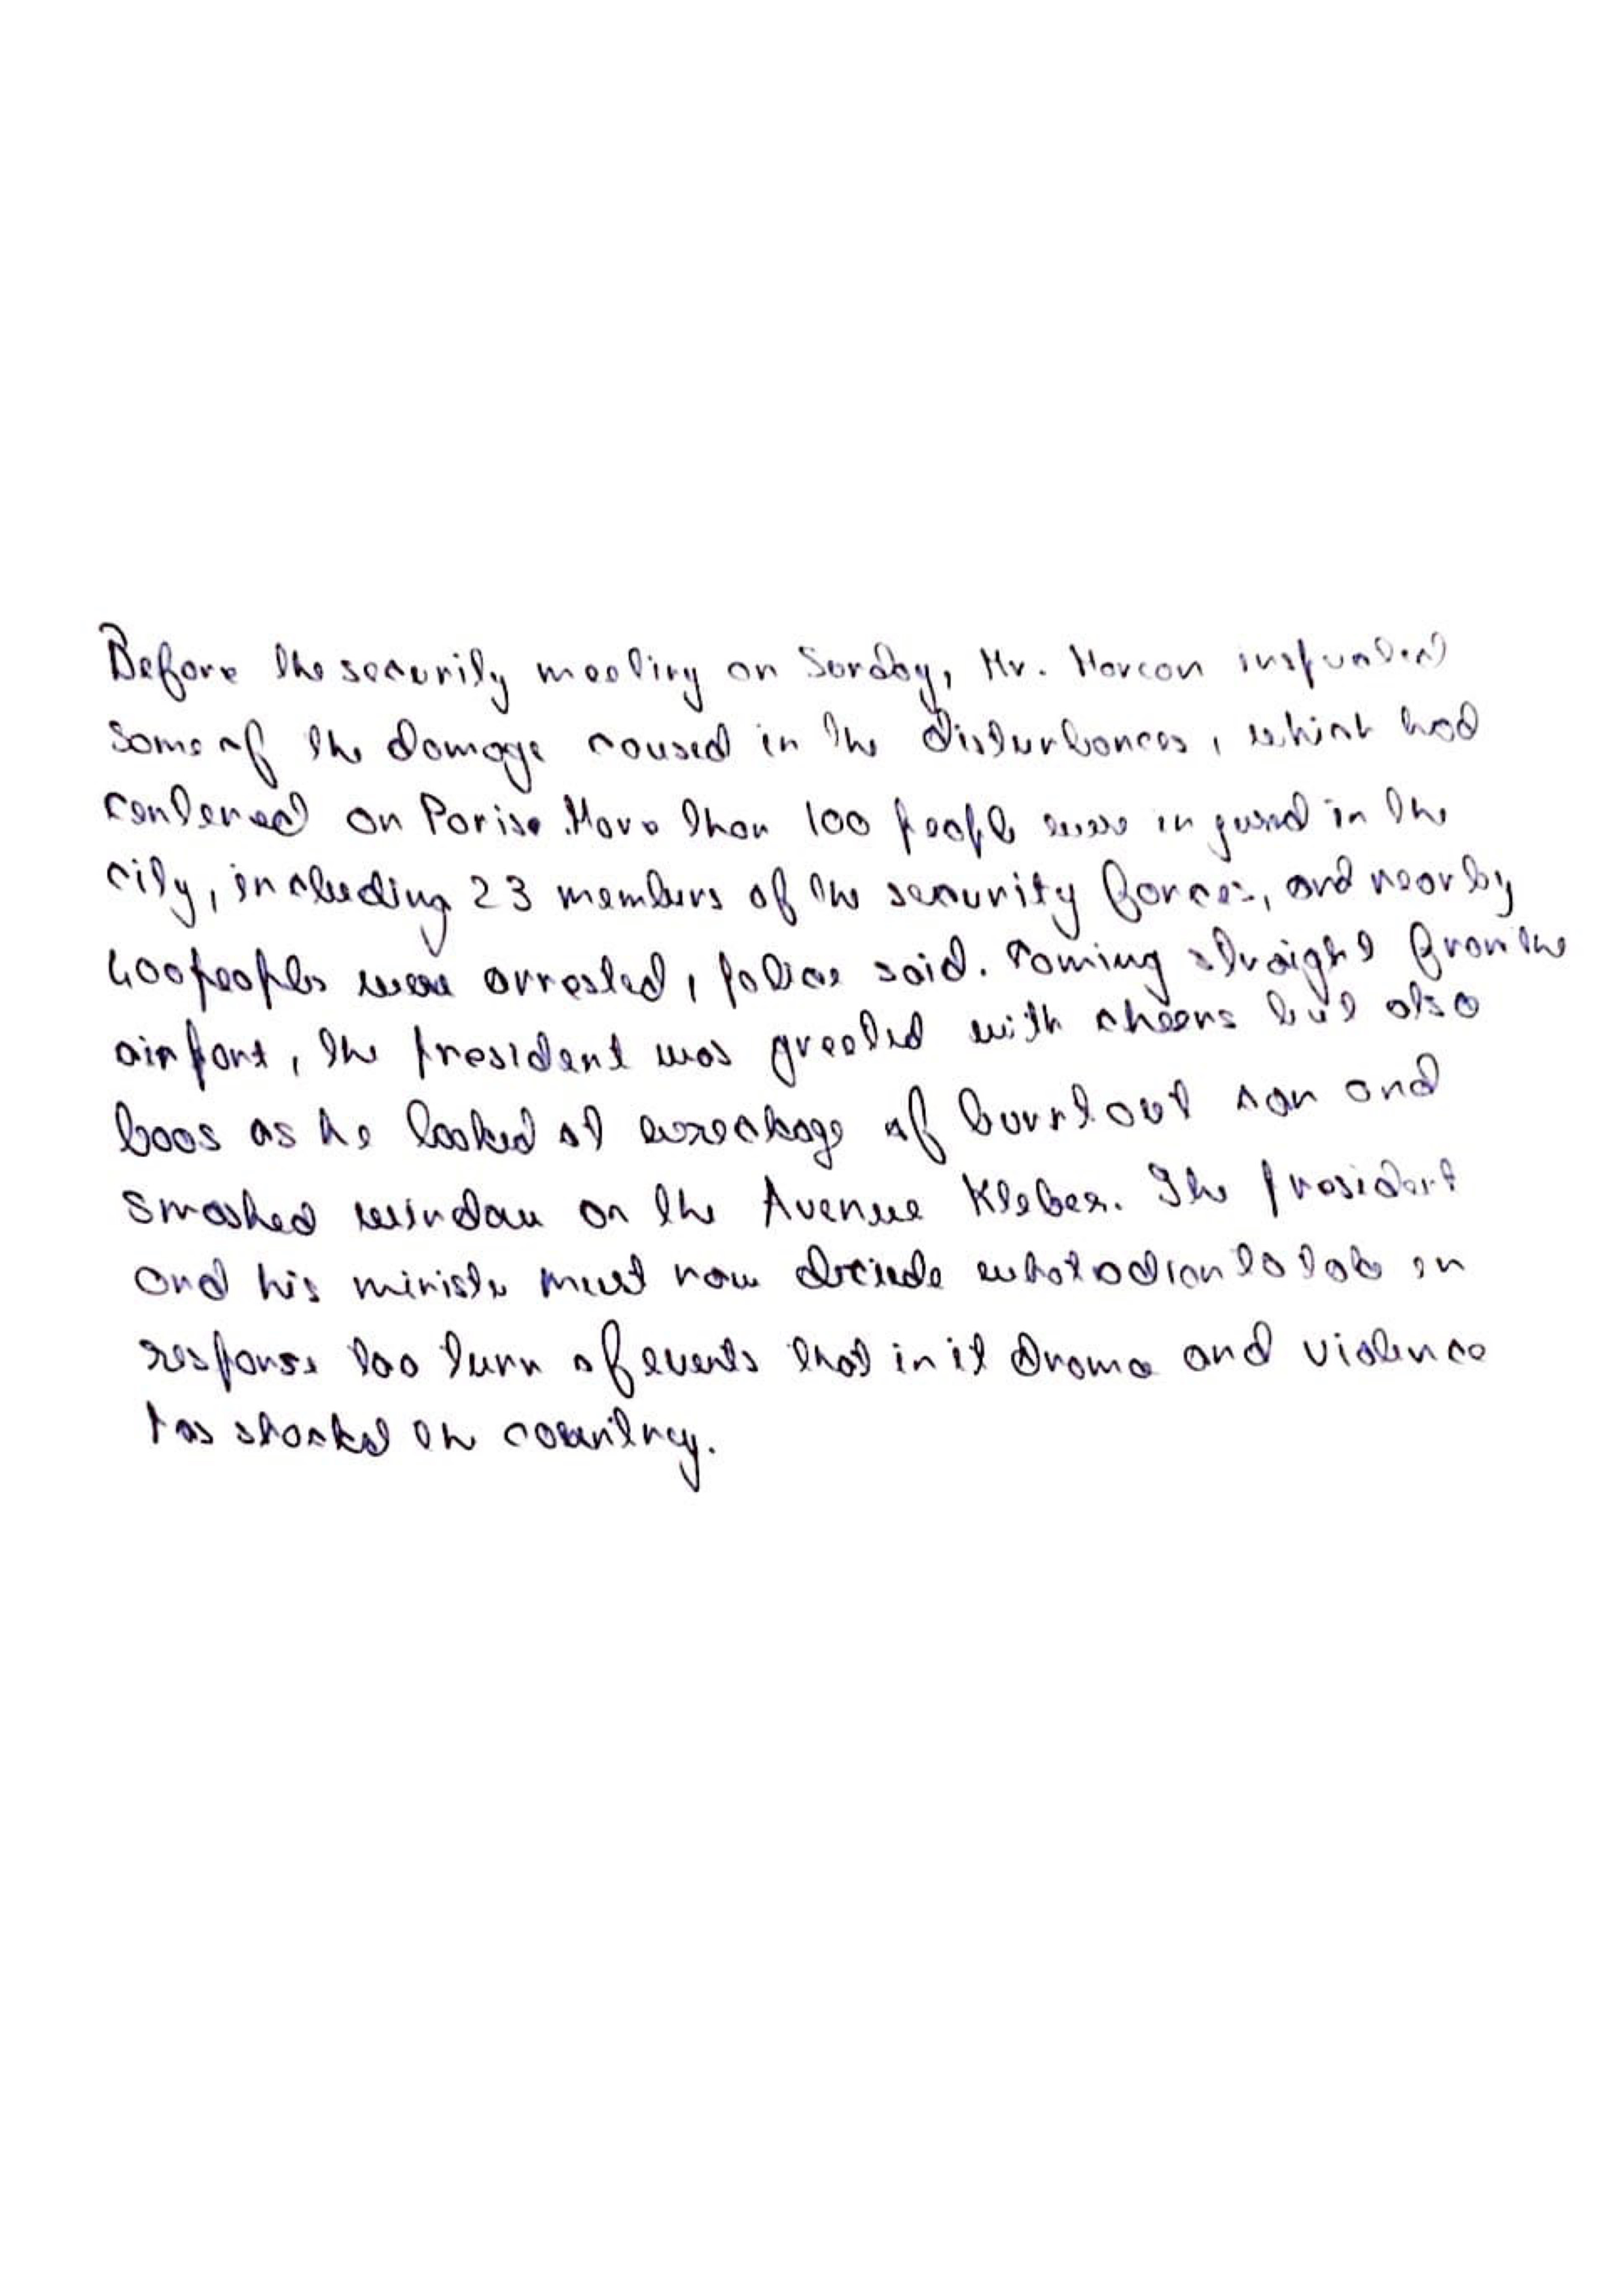 Before the security meeting on Sunday, Mr. Marcon inspected
some of the damage caused in the disturbances, which had
centered on Paris. More than 100 people were injured in the
city, including 23 members of the security forces, and nearby
400 peoples were arrested, police said. Coming straight from the
airport, the president was greeted with cheers but also
boos as he looked at wreckage of burnt out car and
smashed window on the Avenue Kleber. The president
and his ministe must now decide what action to take in
response too turn of events that in it drama and violence
has shocked the country.